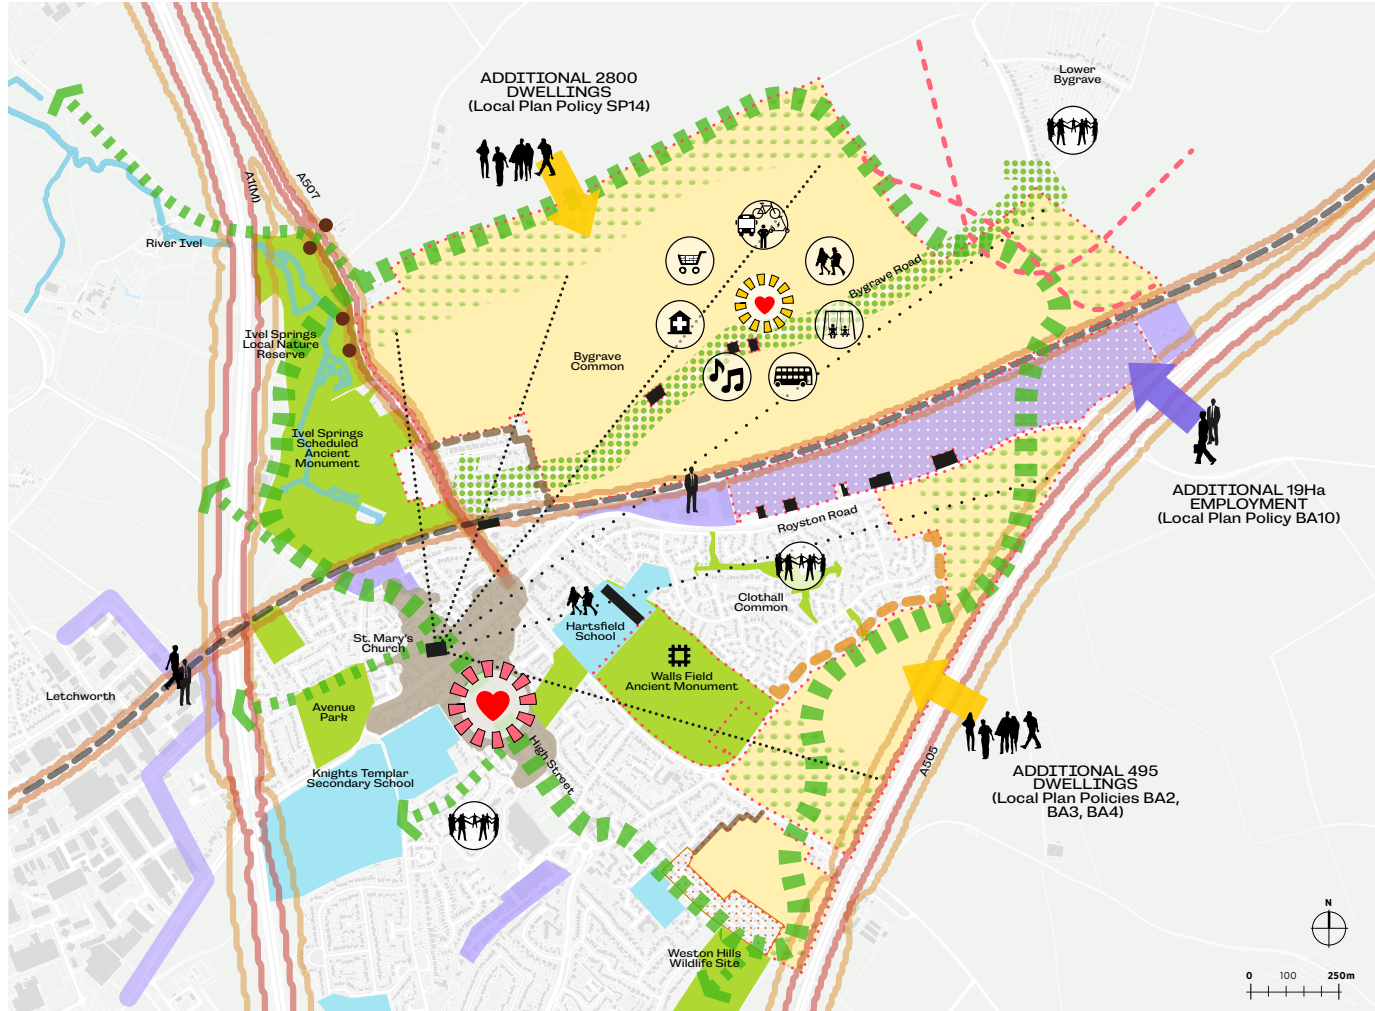 Lower
Bygrave
ADDITIONAL 2800
DWELLINGS
(Local Plan Policy SP14)
A1(M)
A507
River Ivel
Bygrave Road
Ivel Springs
Local Nature
Reserve
Bygrave
Common
Ivel Springs
Scheduled
Ancient
Monument
ADDITIONAL 19Ha
EMPLOYMENT
(Local Plan Policy BA10)
Royston Road
Clothall
Common
St. Mary's
Church
Hartsfield
School
Walls Field
Ancient Monument
Letchworth
Avenue
Park
High Street
A505
Knights Templar
Secondary School
ADDITIONAL 495
DWELLINGS
(Local Plan Policies BA2,
BA3, BA4)
Weston Hills
Wildlife Site
N
0 100 250m